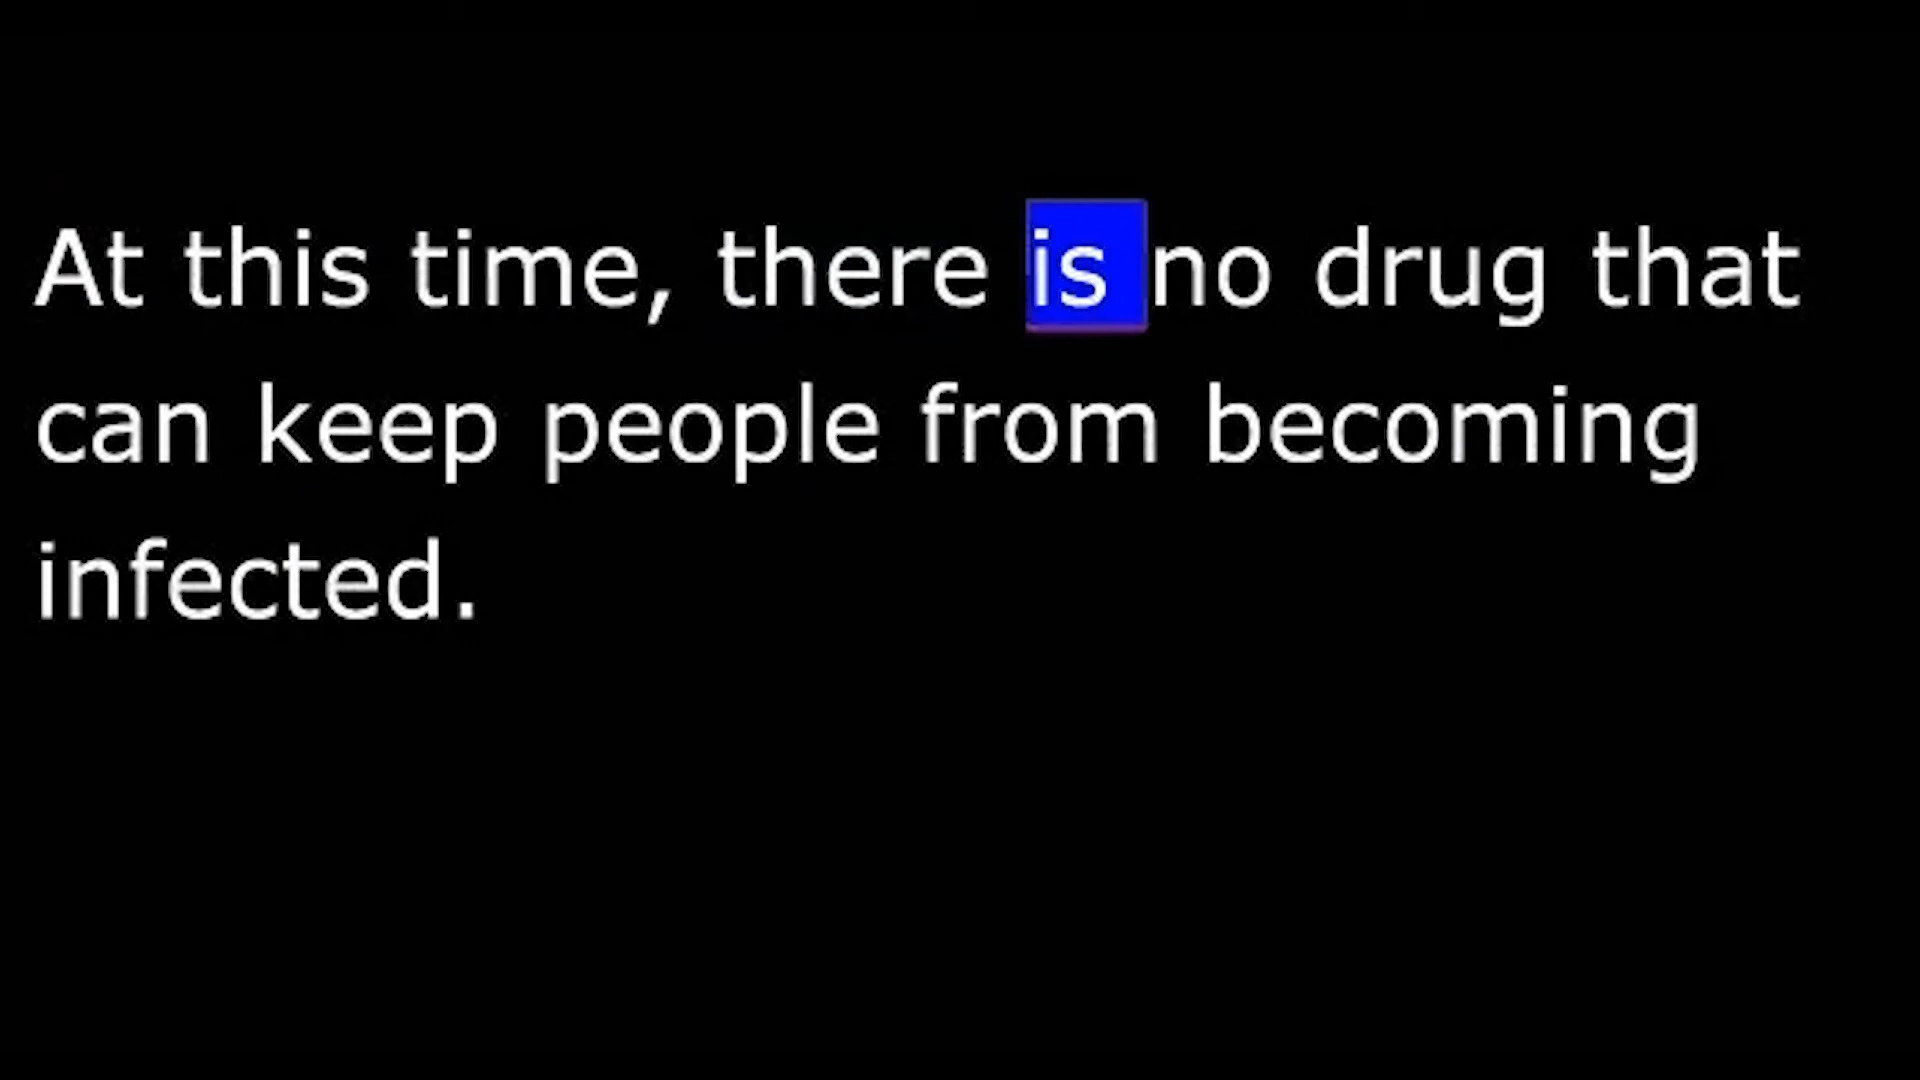 At this time, there is no drug that
can keep people from becoming
infected.